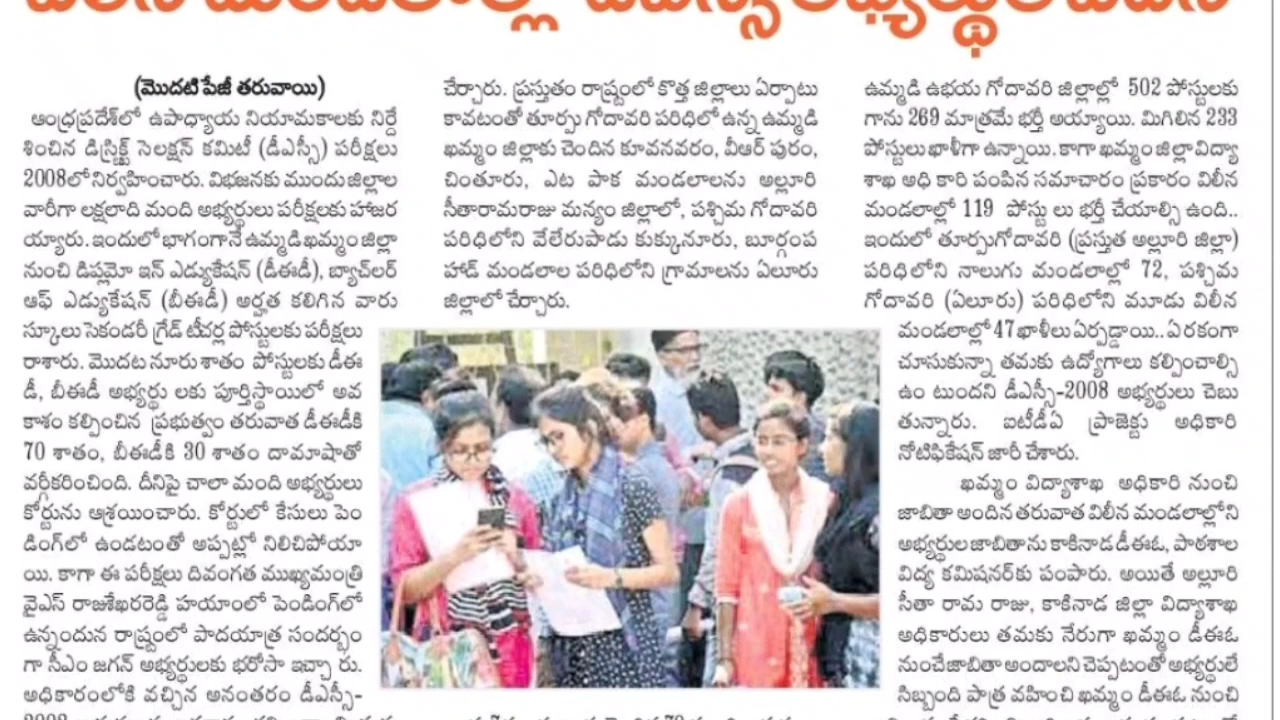 (మొదటిపేజీ తరువాయి)
ఆంధ్రప్రదేశ్‌లో ఉపాధ్యాయ నియామకాలకు నిర్దే
శించిన డిస్ట్రిక్ట్ సెలక్షన్ కమిటీ (డీఎస్సీ) పరీక్షలు
2008లో నిర్వహించారు. విభజనకు ముందు జిల్లాల
వారీగా లక్షలాది మంది అభ్యర్థులు పరీక్షలకు హాజర
య్యారు. ఇందులో భాగంగానే ఉమ్మడి ఖమ్మం జిల్లా
నుంచి డిప్లమో ఇన్ ఎడ్యుకేషన్ (డీఈడీ), బ్యాచ్‌లర్
ఆఫ్ ఎడ్యుకేషన్ (బీఈడీ) అర్హత కలిగిన వారు
స్కూలు సెకండరీ గ్రేడ్ టీచర్ల పోస్టులకు పరీక్షలు
రాశారు. మొదట నూరు శాతం పోస్టులకు డీఈ
డీ, బీఈడీ అభ్యర్థు లకు పూర్తిస్థాయిలో అవ
కాశం కల్పించిన ప్రభుత్వం తరువాత డీఈడీకి
70 శాతం, బీఈడీకి 30 శాతం దామాషాతో
వర్గీకరించింది. దీనిపై చాలా మంది అభ్యర్థులు
కోర్టును ఆశ్రయించారు. కోర్టులో కేసులు పెం
డింగ్‌లో ఉండటంతో అప్పట్లో నిలిచిపోయా
యి. కాగా ఈ పరీక్షలు దివంగత ముఖ్యమంత్రి
వైఎస్ రాజశేఖరరెడ్డి హయాంలో పెండింగ్‌లో
ఉన్నందున రాష్ట్రంలో పాదయాత్ర సందర్భం
గా సీఎం జగన్ అభ్యర్థులకు భరోసా ఇచ్చా రు.
అధికారంలోకి వచ్చిన అనంతరం డీఎస్సీ-
చేర్చారు. ప్రస్తుతం రాష్ట్రంలో కొత్త జిల్లాలు ఏర్పాటు
కావటంతో తూర్పు గోదావరి పరిధిలో ఉన్న ఉమ్మడి
ఖమ్మం జిల్లాకు చెందిన కూవనవరం, వీఆర్ పురం,
చింతూరు, ఎట పాక మండలాలను అల్లూరి
సీతారామరాజు మన్యం జిల్లాలో, పశ్చిమ గోదావరి
పరిధిలోని వేలేరుపాడు కుక్కునూరు, బూర్గంప
హాడ్ మండలాల పరిధిలోని గ్రామాలను ఏలూరు
జిల్లాలో చేర్చారు.
ఉమ్మడి ఉభయ గోదావరి జిల్లాల్లో 502 పోస్టులకు
గాను 269 మాత్రమే భర్తీ అయ్యాయి. మిగిలిన 233
పోస్టులు ఖాళీగా ఉన్నాయి. కాగా ఖమ్మం జిల్లా విద్యా
శాఖ అధి కారి పంపిన సమాచారం ప్రకారం విలీన
మండలాల్లో 119 పోస్టు లు భర్తీ చేయాల్సి ఉంది..
ఇందులో తూర్పుగోదావరి (ప్రస్తుత అల్లూరి జిల్లా)
పరిధిలోని నాలుగు మండలాల్లో 72, పశ్చిమ
గోదావరి (ఏలూరు) పరిధిలోని మూడు విలీన
మండలాల్లో 47 ఖాళీలు ఏర్పడ్డాయి.. ఏ రకంగా
చూసుకున్నా తమకు ఉద్యోగాలు కల్పించాల్సి
ఉం టుందని డీఎస్సీ-2008 అభ్యర్థులు చెబు
తున్నారు. ఐటీడీఏ ప్రాజెక్టు అధికారి
నోటిఫికేషన్ జారీ చేశారు.
ఖమ్మం విద్యాశాఖ అధికారి నుంచి
జాబితా అందిన తరువాత విలీన మండలాల్లోని
అభ్యర్థుల జాబితాను కాకినాడ డీఈఓ, పాఠశాల
విద్య కమిషనర్‌కు పంపారు. అయితే అల్లూరి
సీతా రామ రాజు, కాకినాడ జిల్లా విద్యాశాఖ
అధికారులు తమకు నేరుగా ఖమ్మం డీఈఓ
నుంచే జాబితా అందాలని చెప్పటంతో అభ్యర్థులే
సిబ్బంది పాత్ర వహించి ఖమ్మం డీఈఓ నుంచి